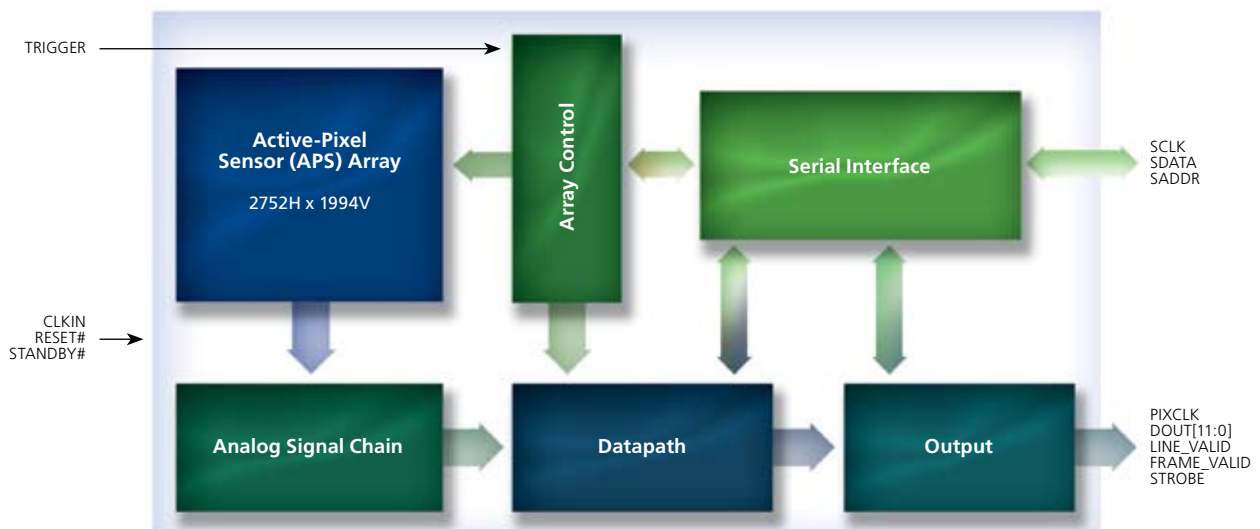 TRIGGER
Active-Pixel
Sensor (APS) Array
2752H x 1994V
Array Control
Serial Interface
SCLK
SDATA
SADDR
CLKIN
RESET#
STANDBY#
Analog Signal Chain
Datapath
Output
PIXCLK
DOUT[11:0]
LINE_VALID
FRAME_VALID
STROBE